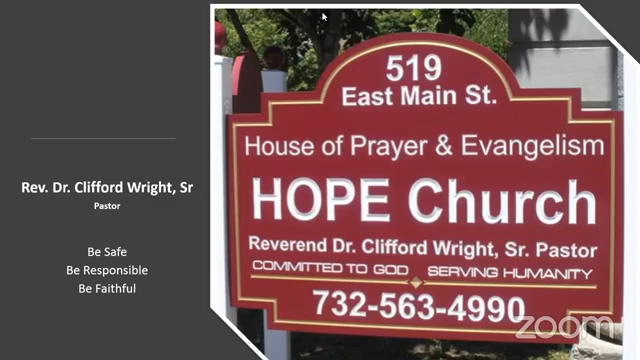 Rev. Dr. Clifford Wright, Sr
Pastor
Be Safe
Be Responsible
Be Faithful
519
East Main St.
House of Prayer & Evangelism
HOPE Church
Reverend Dr. Clifford Wright, Sr. Pastor
COMMITTED TO GOD SERVING HUMANITY
732-563-4990
zoom